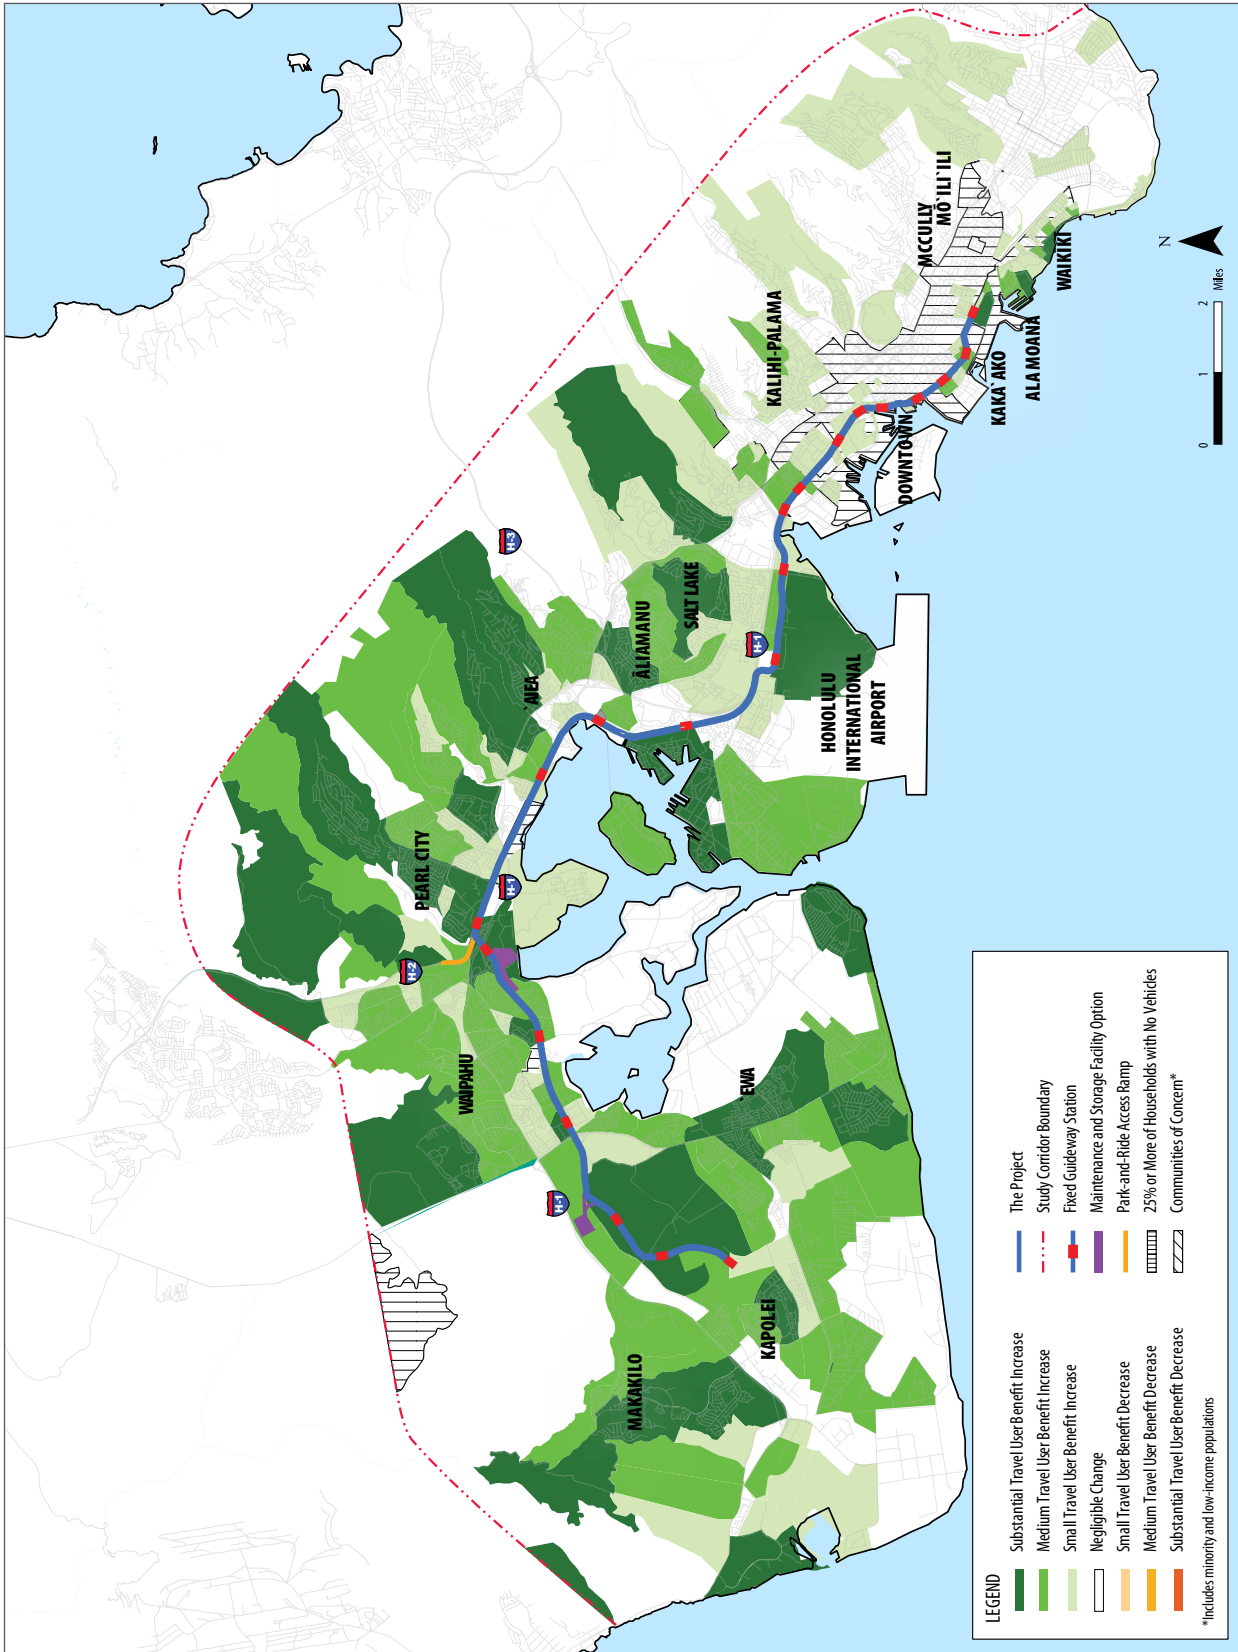 MAKAKILO
KAPOLEI
H-1
WAIPAHU
`EWA
H-2
PEARL CITY
H-1
`AIEA
H-3
ĀLIAMANU
SALT LAKE
H-1
HONOLULU
INTERNATIONAL
AIRPORT
KALIHI-PALAMA
DOWNTOWN
KAKA`AKO
ALA MOANA
MCCULLY
MŌ`ILI`ILI
WAIKIKI
N
0 1 2
Miles
LEGEND
Substantial Travel User Benefit Increase
Medium Travel User Benefit Increase
Small Travel User Benefit Increase
Negligible Change
Small Travel User Benefit Decrease
Medium Travel User Benefit Decrease
Substantial Travel User Benefit Decrease
The Project
Study Corridor Boundary
Fixed Guideway Station
Maintenance and Storage Facility Option
Park-and-Ride Access Ramp
25% or More of Households with No Vehicles
Communities of Concern*
*Includes minority and low-income populations